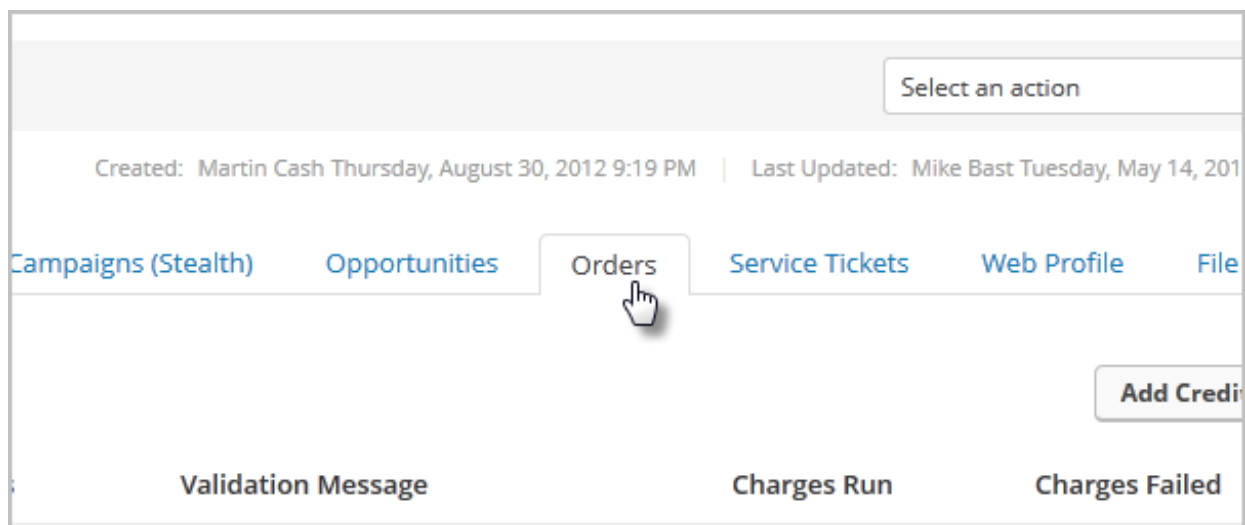 Select an action
Created: Martin Cash Thursday, August 30, 2012 9:19 PM | Last Updated: Mike Bast Tuesday, May 14, 201
Campaigns (Stealth) Opportunities Orders Service Tickets Web Profile File
Add Credi
Validation Message Charges Run Charges Failed